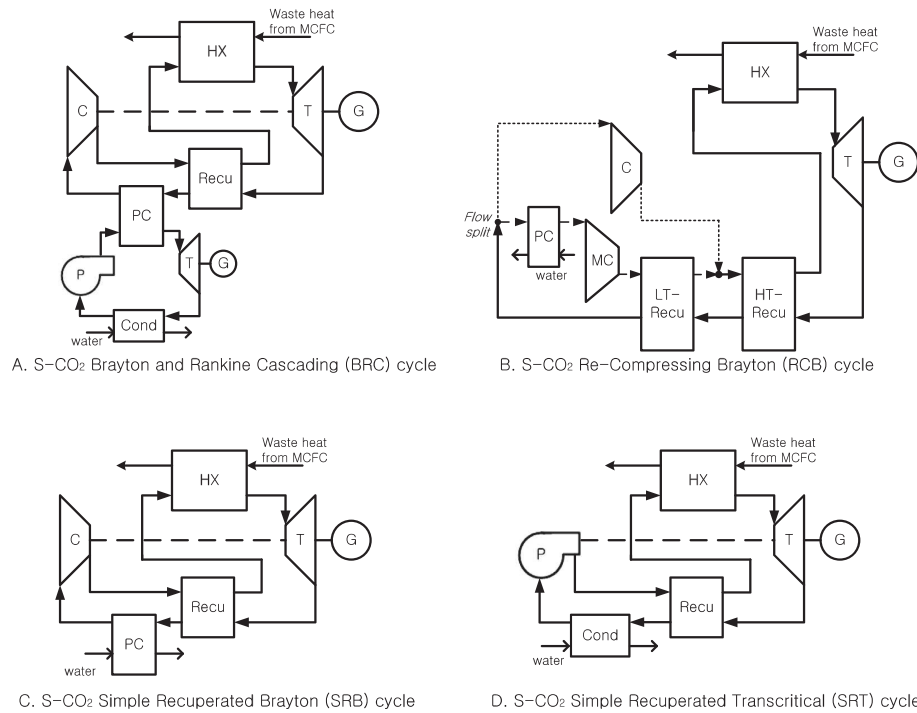 Waste heat
from MCFC
HX
C
T
G
Recu
PC
T
G
P
Cond
water
A. S-CO₂ Brayton and Rankine Cascading (BRC) cycle
Waste heat
from MCFC
HX
T
G
C
Flow
split
PC
water
MC
LT-
Recu
HT-
Recu
B. S-CO₂ Re-Compressing Brayton (RCB) cycle
Waste heat
from MCFC
HX
C
T
G
Recu
PC
water
C. S-CO₂ Simple Recuperated Brayton (SRB) cycle
Waste heat
from MCFC
HX
P
T
G
Recu
Cond
water
D. S-CO₂ Simple Recuperated Transcritical (SRT) cycle